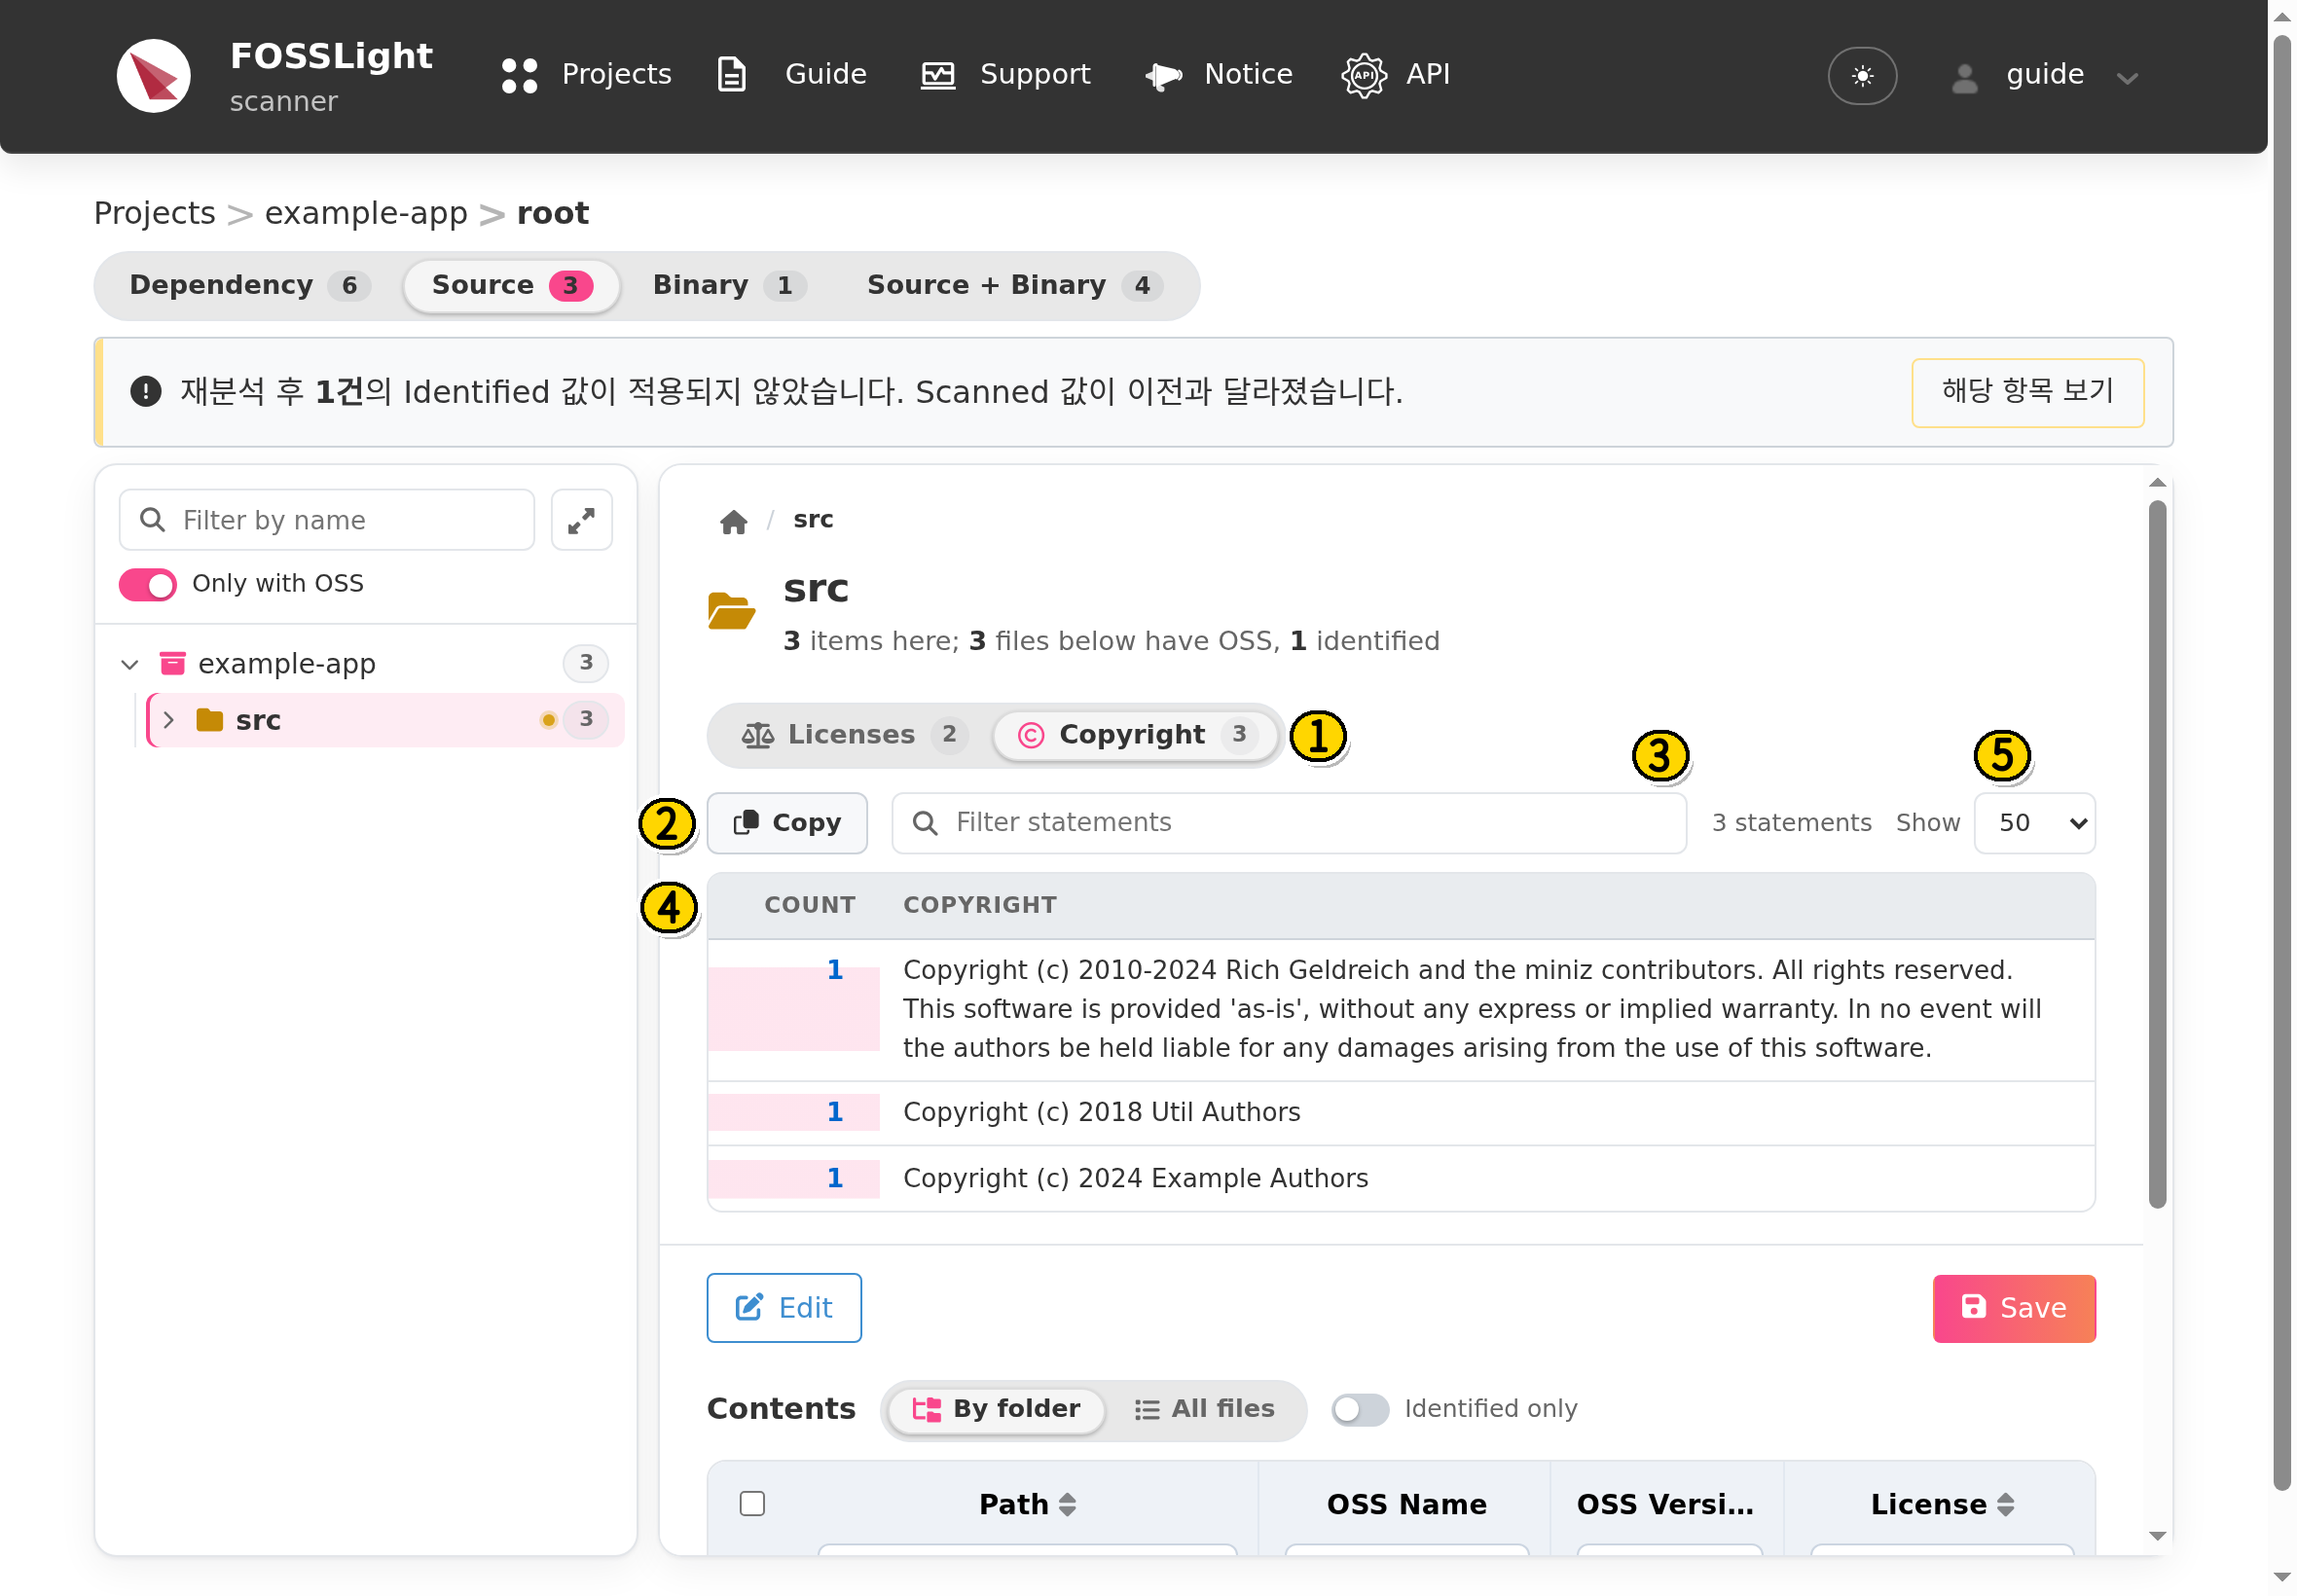 FOSSLight
scanner
Projects
Guide
Support
Notice
API
API
guide
Projects > example-app > root
Dependency 6
Source 3
Binary 1
Source + Binary 4
재분석 후 1건의 Identified 값이 적용되지 않았습니다. Scanned 값이 이전과 달라졌습니다.
해당 항목 보기
Filter by name
Only with OSS
example-app 3
src 3
/ src
src
3 items here; 3 files below have OSS, 1 identified
Licenses 2
Copyright 3
1
2
Copy
Filter statements
3
3 statements
Show
5
50
4
COUNT COPYRIGHT
1 Copyright (c) 2010-2024 Rich Geldreich and the miniz contributors. All rights reserved.
This software is provided 'as-is', without any express or implied warranty. In no event will
the authors be held liable for any damages arising from the use of this software.
1 Copyright (c) 2018 Util Authors
1 Copyright (c) 2024 Example Authors
Edit
Save
Contents
By folder
All files
Identified only
Path
OSS Name
OSS Versi...
License